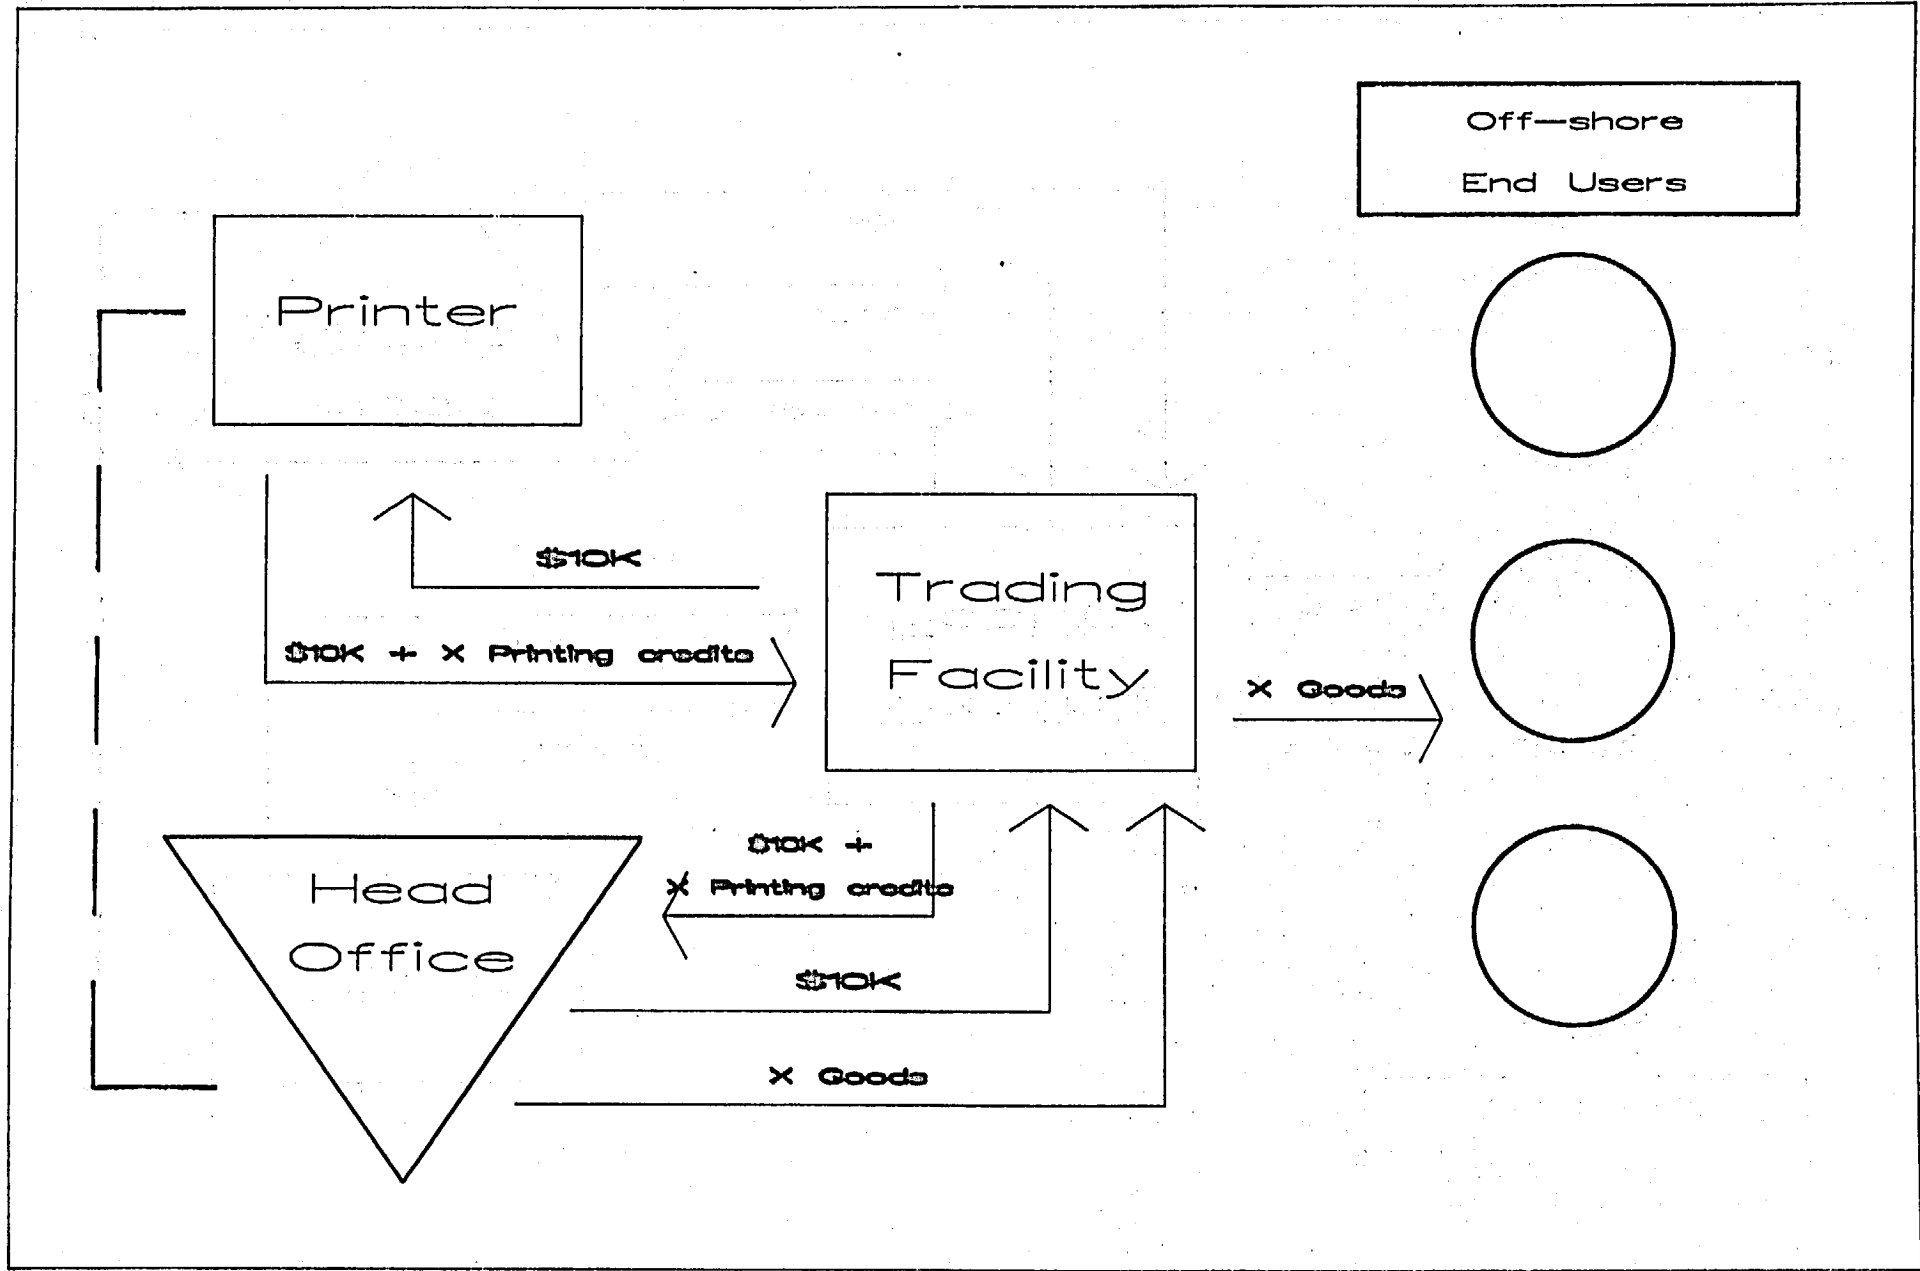 Off-shore
End Users
Printer
$10K
Trading
Facility
$10K + X Printing credits
X Goods
$10K +
X Printing credits
Head
Office
$10K
X Goods